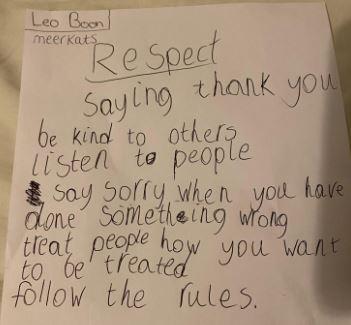 Leo Boon
meerkats
Respect
Saying thank you
be kind to others
listen to people
say sorry when you have
done sometheing wrong
treat people how you want
to be treated
follow the rules.